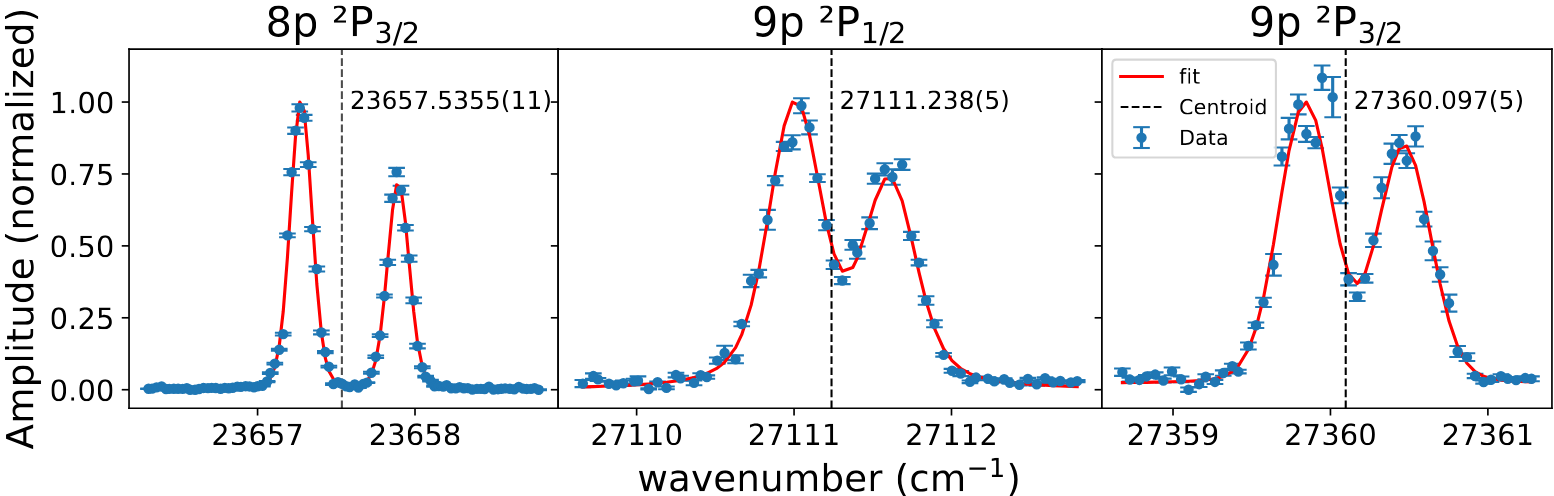 8p ²P₃/₂
9p ²P₁/₂
9p ²P₃/₂
Amplitude (normalized)
1.00
0.75
0.50
0.25
0.00
23657.5355(11)
27111.238(5)
27360.097(5)
fit
Centroid
Data
23657
23658
27110
27111
27112
27359
27360
27361
wavenumber (cm⁻¹)